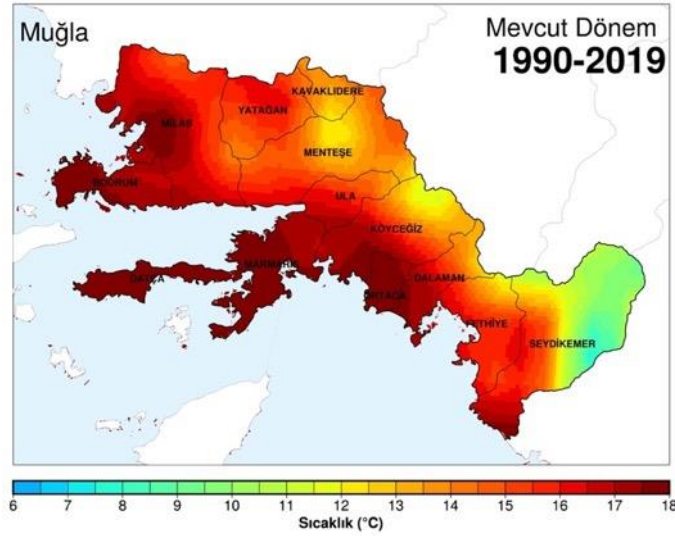 Muğla
Mevcut Dönem
1990-2019
KAVAKLIDERE
YATAĞAN
MİLAS
MENTEŞE
BODRUM
ULA
KÖYCEĞİZ
MARMARİS
DATÇA
DALAMAN
ORTACA
FETHİYE
SEYDİKEMER
6 7 8 9 10 11 12 13 14 15 16 17 18
Sıcaklık (°C)